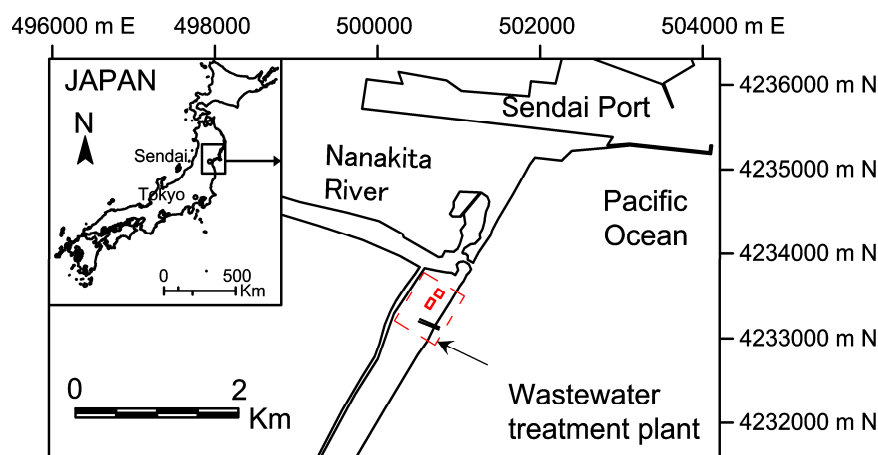 496000 m E 498000 500000 502000 504000 m E
JAPAN
N
Sendai
Tokyo
0 500
Km
Sendai Port
Nanakita
River
Pacific
Ocean
4236000 m N
4235000 m N
4234000 m N
4233000 m N
4232000 m N
0 2
Km
Wastewater
treatment plant